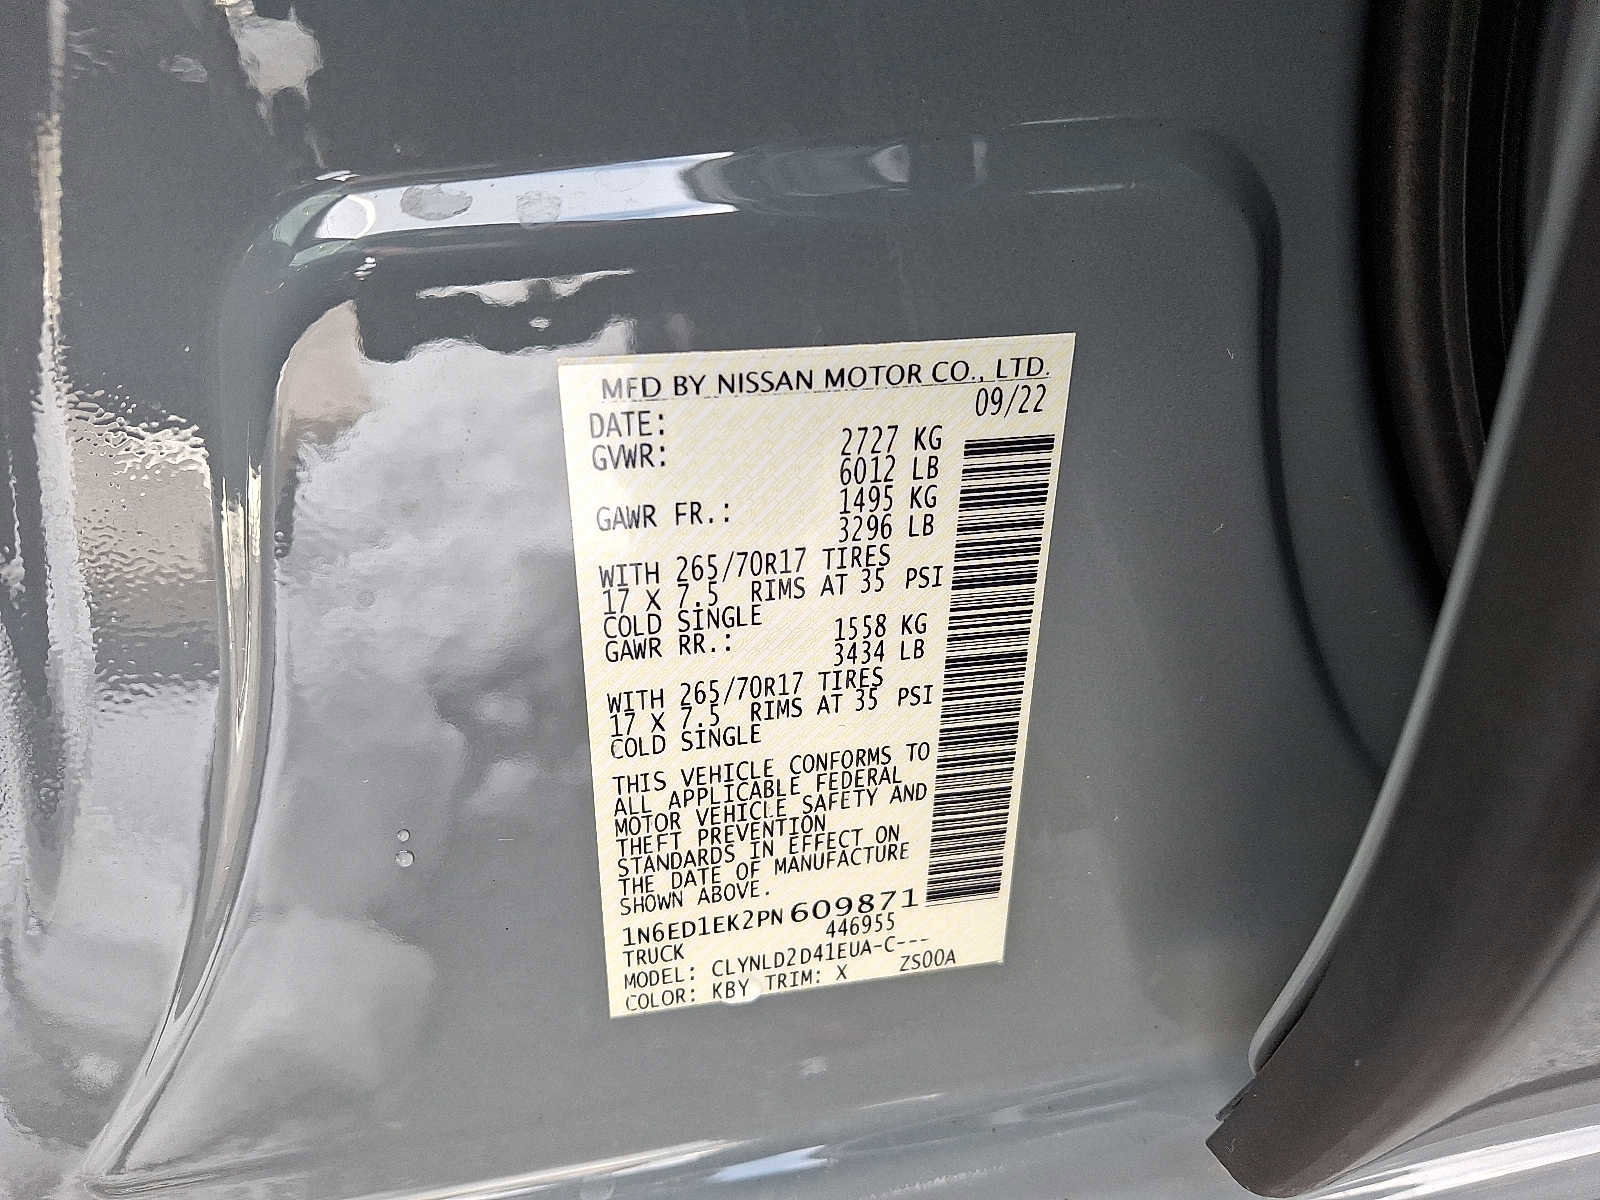 MFD BY NISSAN MOTOR CO., LTD.
DATE: 09/22
GVWR: 2727 KG
6012 LB
GAWR FR.: 1495 KG
3296 LB
WITH 265/70R17 TIRES
17 X 7.5 RIMS AT 35 PSI
COLD SINGLE
GAWR RR.: 1558 KG
3434 LB
WITH 265/70R17 TIRES
17 X 7.5 RIMS AT 35 PSI
COLD SINGLE
THIS VEHICLE CONFORMS TO
ALL APPLICABLE FEDERAL
MOTOR VEHICLE SAFETY AND
THEFT PREVENTION
STANDARDS IN EFFECT ON
THE DATE OF MANUFACTURE
SHOWN ABOVE.
1N6ED1EK2PN609871
TRUCK 446955
MODEL: CLYNLD2D41EUA-C---
COLOR: KBY TRIM: X ZS00A